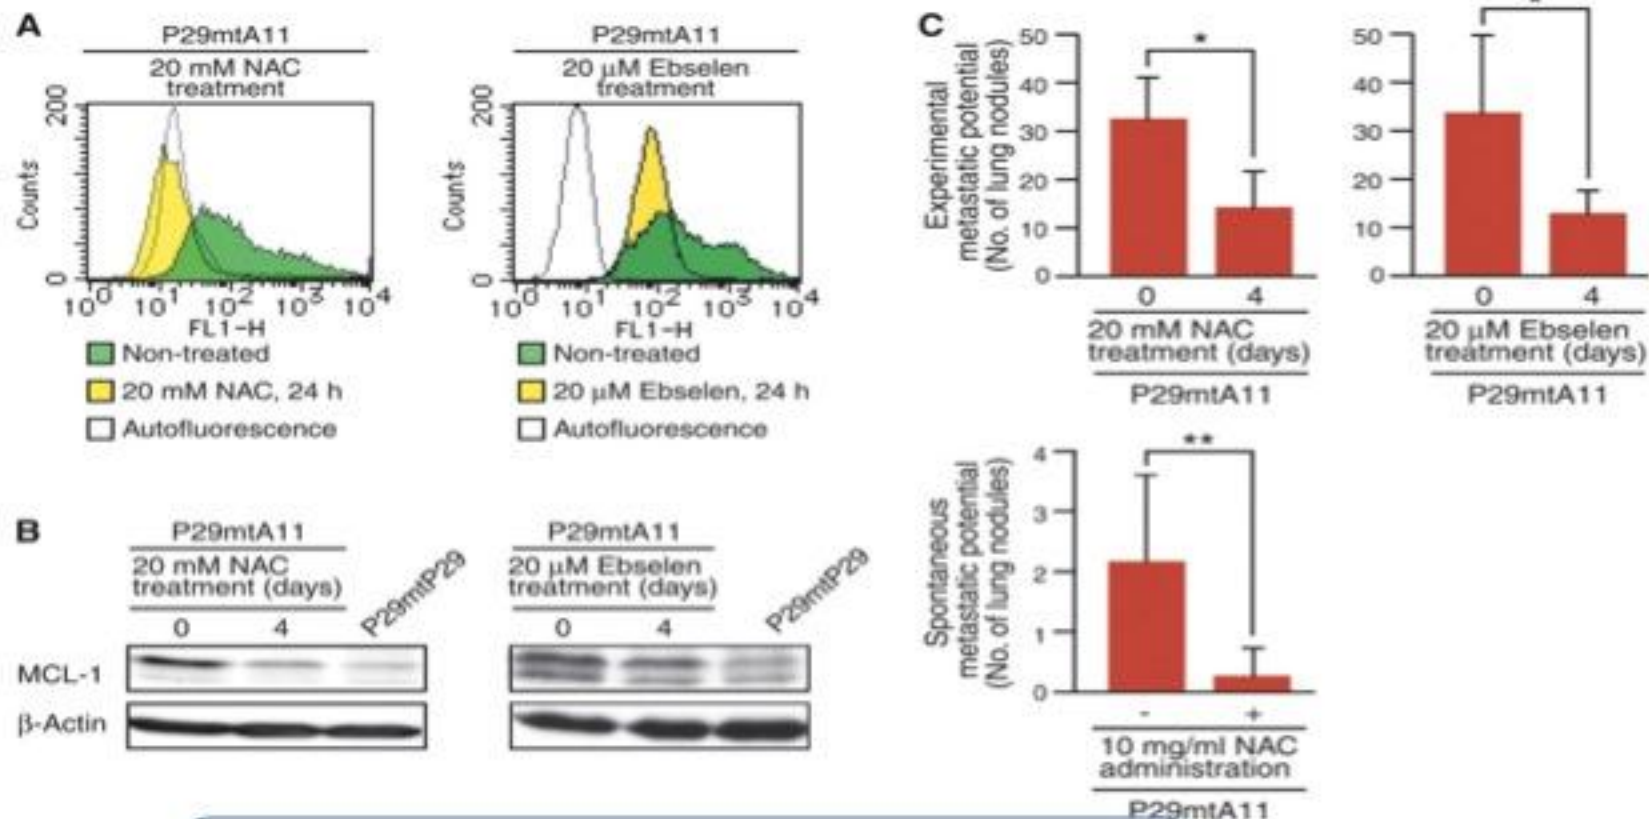 A
P29mtA11
20 mM NAC
treatment
200
Counts
0
10⁰ 10¹ 10² 10³ 10⁴
FL1-H
Non-treated
20 mM NAC, 24 h
Autofluorescence
P29mtA11
20 µM Ebselen
treatment
200
Counts
0
10⁰ 10¹ 10² 10³ 10⁴
FL1-H
Non-treated
20 µM Ebselen, 24 h
Autofluorescence
B
P29mtA11
20 mM NAC
treatment (days)
0 4 P29mtP29
P29mtA11
20 µM Ebselen
treatment (days)
0 4 P29mtP29
MCL-1
β-Actin
C
Experimental
metastatic potential
(No. of lung nodules)
50
40
30
20
10
0
*
0 4
20 mM NAC
treatment (days)
P29mtA11
50
40
30
20
10
0
*
0 4
20 µM Ebselen
treatment (days)
P29mtA11
Spontaneous
metastatic potential
(No. of lung nodules)
4
3
2
1
0
**
- +
10 mg/ml NAC
administration
P29mtA11